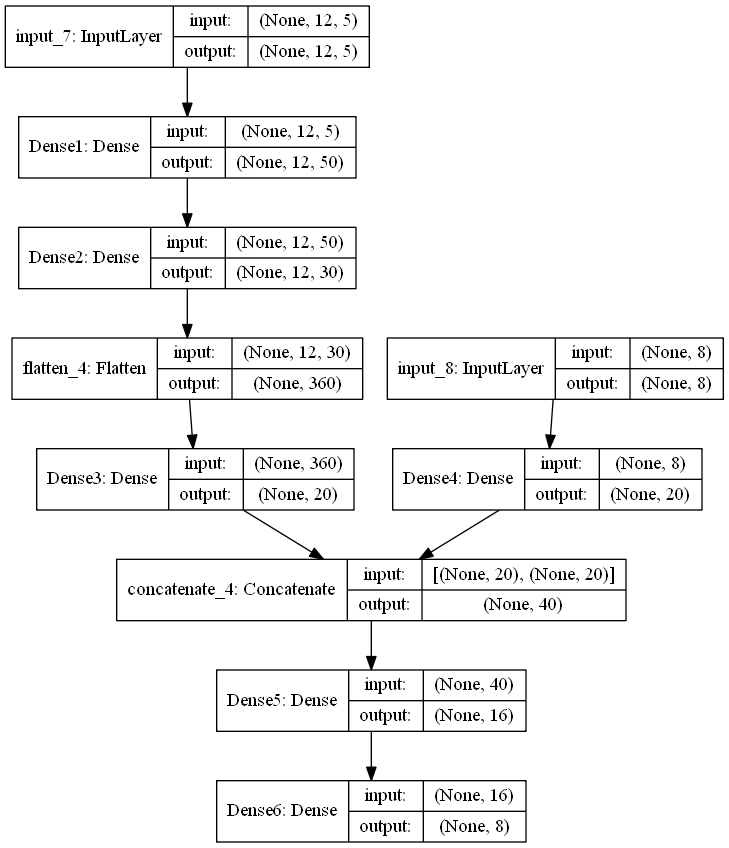 input_7: InputLayer input: (None, 12, 5)
output: (None, 12, 5)
Dense1: Dense input: (None, 12, 5)
output: (None, 12, 50)
Dense2: Dense input: (None, 12, 50)
output: (None, 12, 30)
flatten_4: Flatten input: (None, 12, 30)
output: (None, 360)
input_8: InputLayer input: (None, 8)
output: (None, 8)
Dense3: Dense input: (None, 360)
output: (None, 20)
Dense4: Dense input: (None, 8)
output: (None, 20)
concatenate_4: Concatenate input: [(None, 20), (None, 20)]
output: (None, 40)
Dense5: Dense input: (None, 40)
output: (None, 16)
Dense6: Dense input: (None, 16)
output: (None, 8)